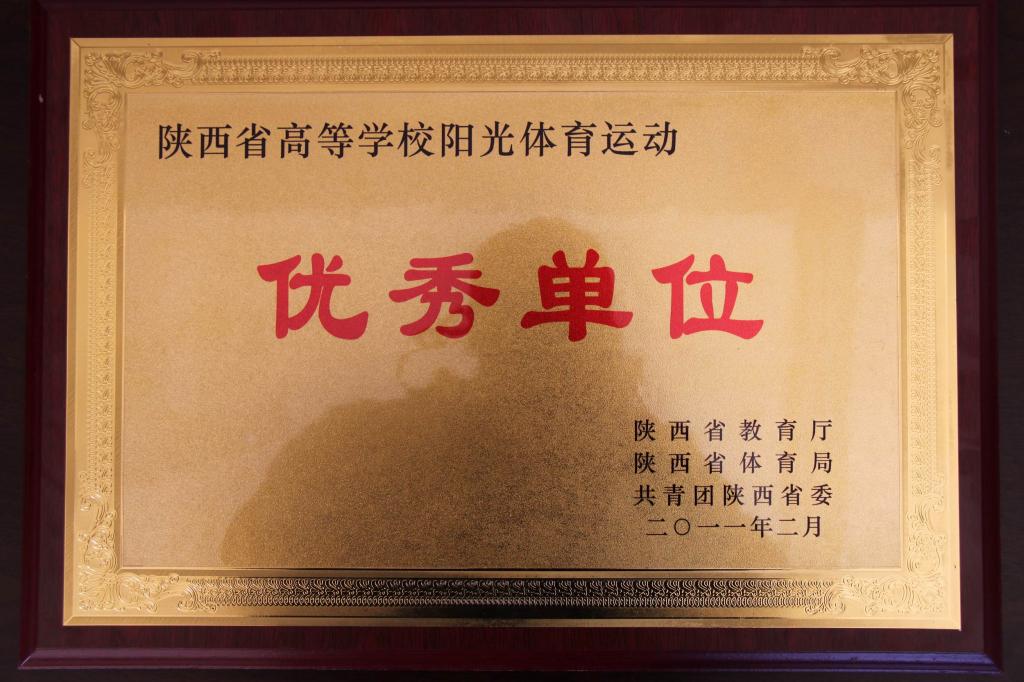 陕西省高等学校阳光体育运动
优秀单位
陕西省教育厅
陕西省体育局
共青团陕西省委
二〇一一年二月